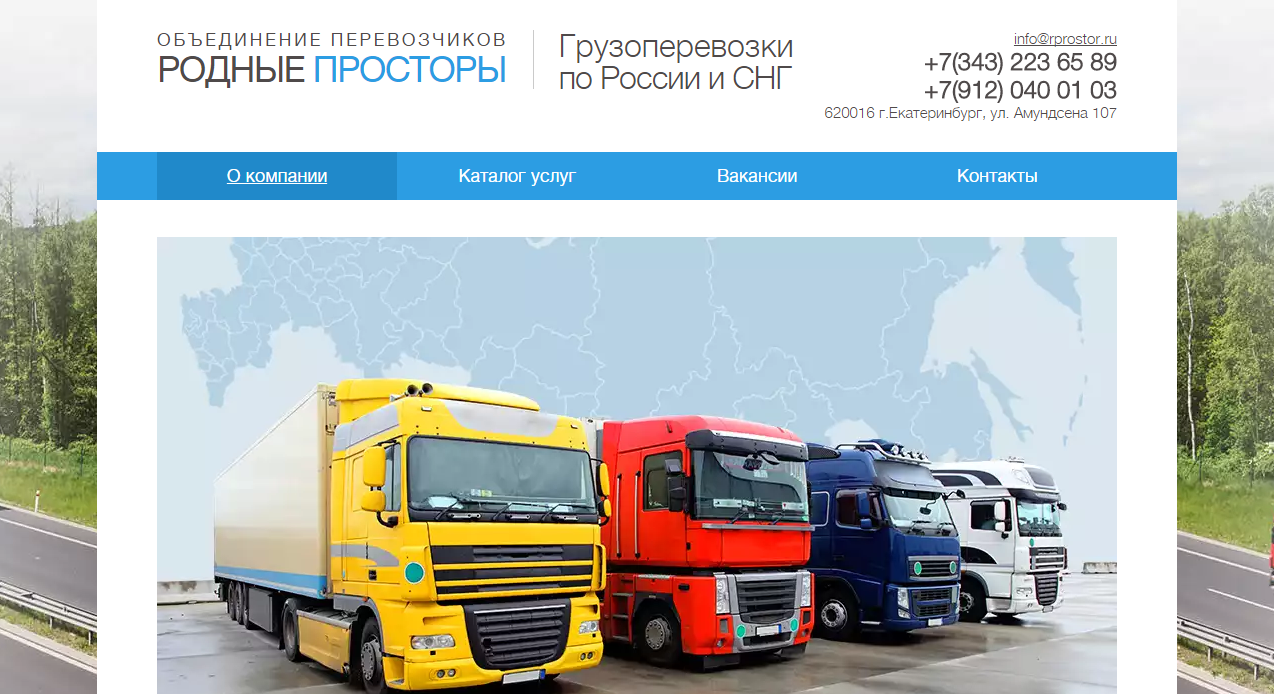 ОБЪЕДИНЕНИЕ ПЕРЕВОЗЧИКОВ
РОДНЫЕ ПРОСТОРЫ
Грузоперевозки
по России и СНГ
info@rprostor.ru
+7(343) 223 65 89
+7(912) 040 01 03
620016 г.Екатеринбург, ул. Амундсена 107
О компании
Каталог услуг
Вакансии
Контакты